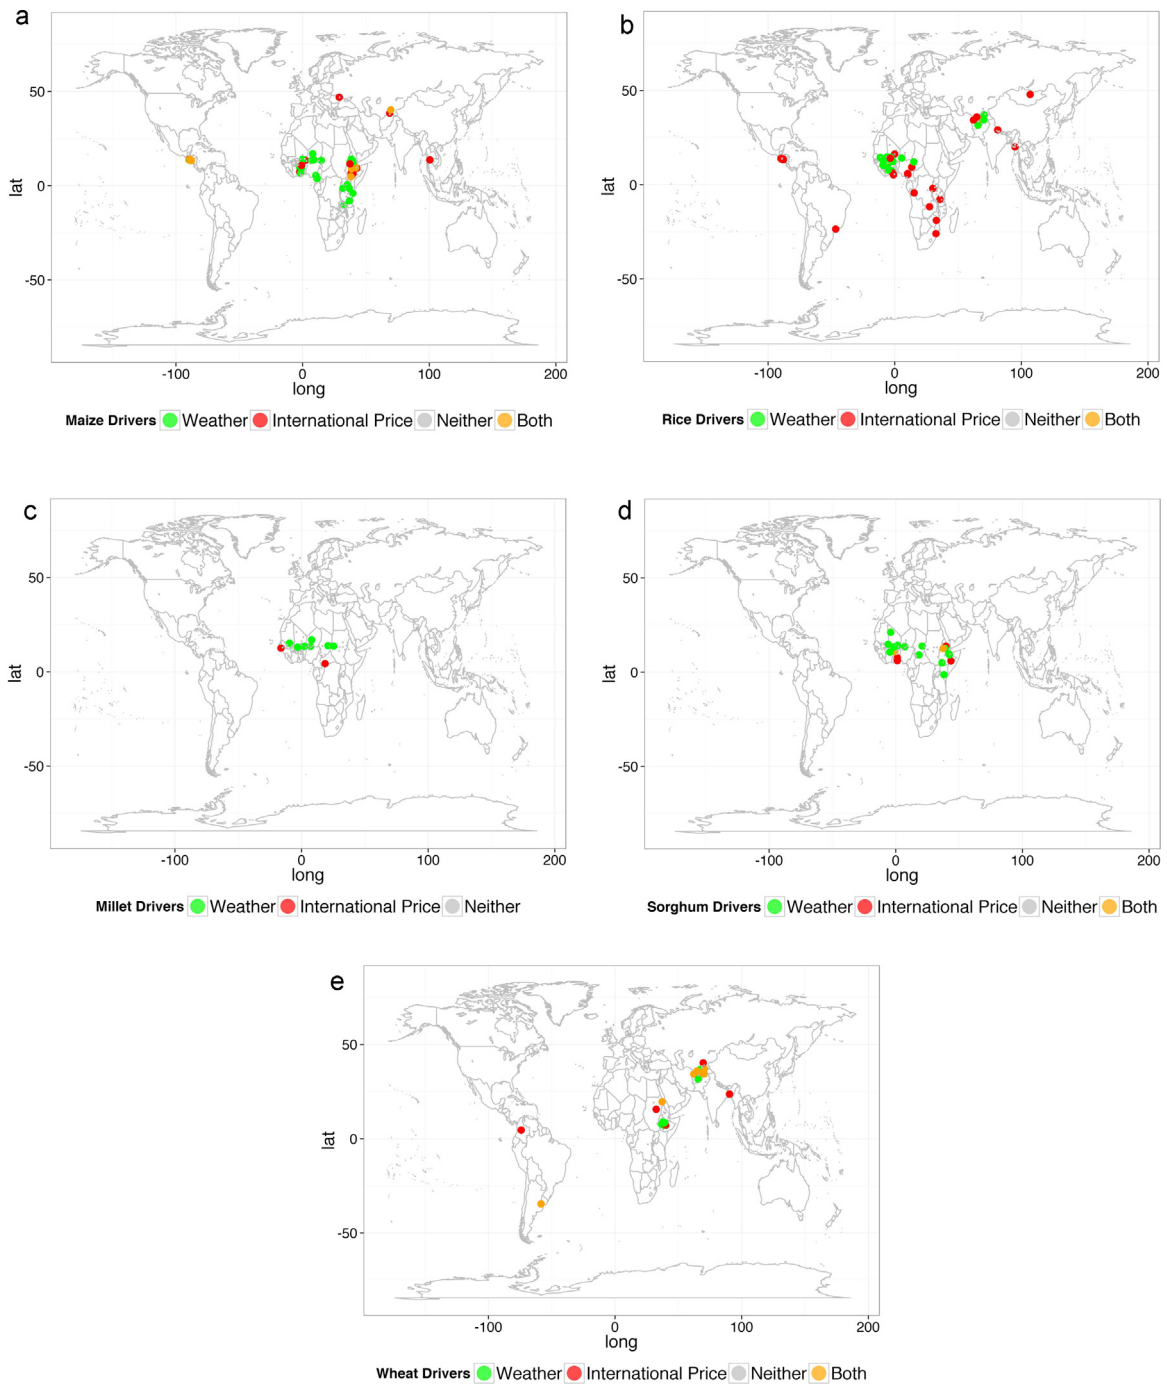 a
lat
50
0
-50
-100
0
100
200
long
Maize Drivers Weather International Price Neither Both
b
lat
50
0
-50
-100
0
100
200
long
Rice Drivers Weather International Price Neither Both
c
lat
50
0
-50
-100
0
100
200
long
Millet Drivers Weather International Price Neither
d
lat
50
0
-50
-100
0
100
200
long
Sorghum Drivers Weather International Price Neither Both
e
lat
50
0
-50
-100
0
100
200
long
Wheat Drivers Weather International Price Neither Both